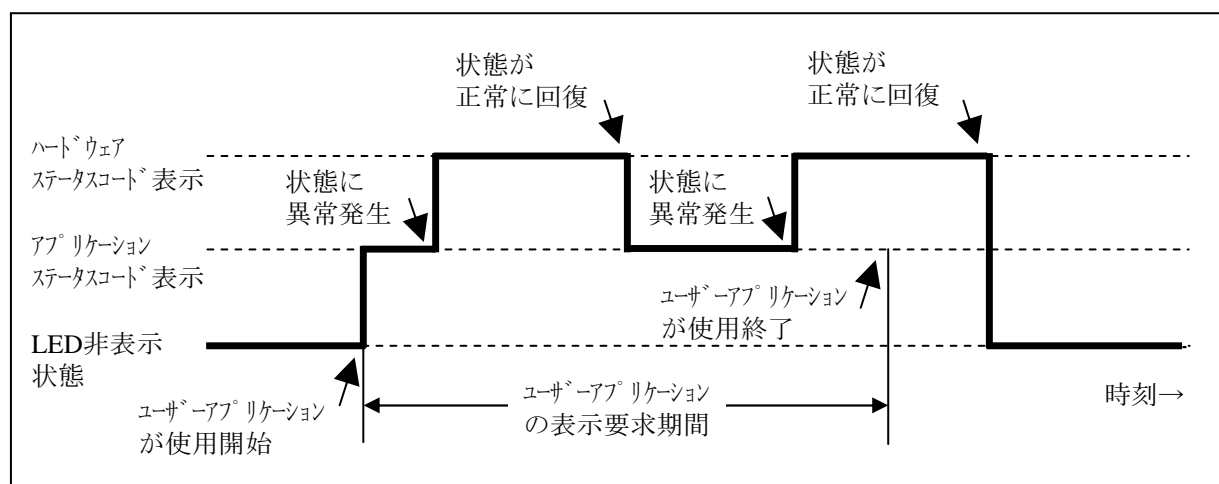 状態が
正常に回復
状態が
正常に回復
ﾊｰﾄﾞｳｪｱ
ｽﾃｰﾀｽｺｰﾄﾞ表示
状態に
異常発生
状態に
異常発生
ｱﾌﾟﾘｹｰｼｮﾝ
ｽﾃｰﾀｽｺｰﾄﾞ表示
ﾕｰｻﾞｰｱﾌﾟﾘｹｰｼｮﾝ
が使用終了
LED非表示
状態
ﾕｰｻﾞｰｱﾌﾟﾘｹｰｼｮﾝ
が使用開始
ﾕｰｻﾞｰｱﾌﾟﾘｹｰｼｮﾝ
の表示要求期間
時刻→